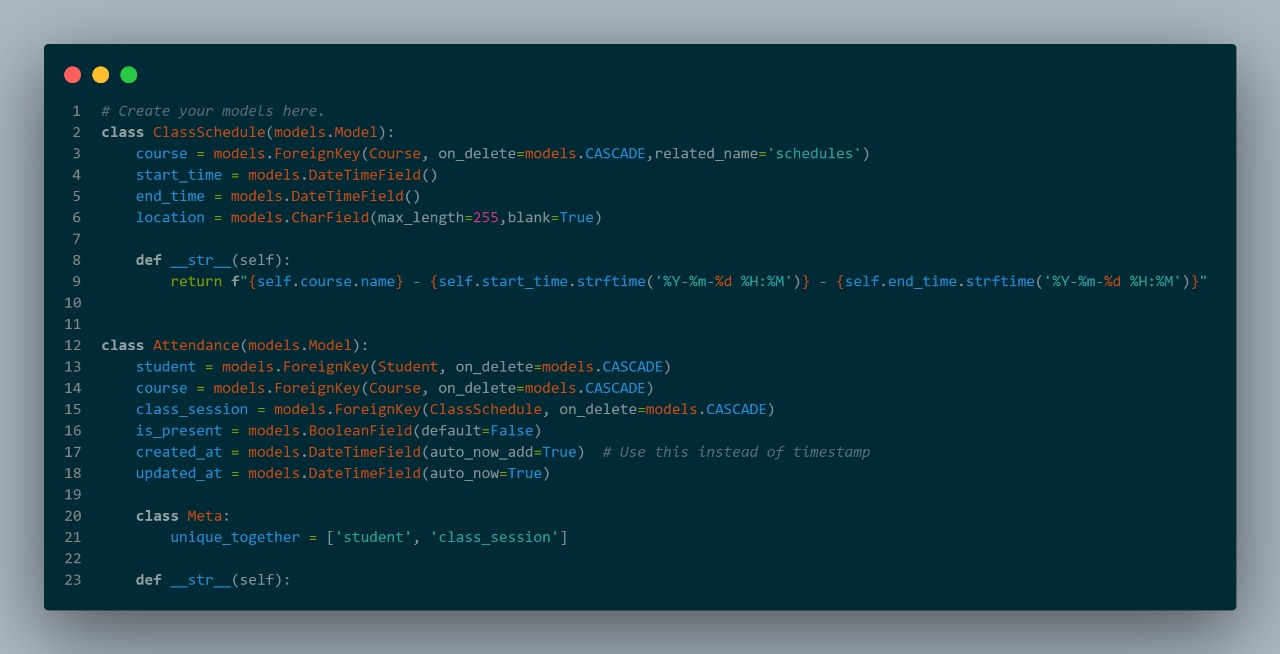 1 # Create your models here.
2 class ClassSchedule(models.Model):
3     course = models.ForeignKey(Course, on_delete=models.CASCADE,related_name='schedules')
4     start_time = models.DateTimeField()
5     end_time = models.DateTimeField()
6     location = models.CharField(max_length=255,blank=True)
7
8     def __str__(self):
9         return f"{self.course.name} - {self.start_time.strftime('%Y-%m-%d %H:%M')} - {self.end_time.strftime('%Y-%m-%d %H:%M')}"
10
11
12 class Attendance(models.Model):
13     student = models.ForeignKey(Student, on_delete=models.CASCADE)
14     course = models.ForeignKey(Course, on_delete=models.CASCADE)
15     class_session = models.ForeignKey(ClassSchedule, on_delete=models.CASCADE)
16     is_present = models.BooleanField(default=False)
17     created_at = models.DateTimeField(auto_now_add=True)  # Use this instead of timestamp
18     updated_at = models.DateTimeField(auto_now=True)
19
20     class Meta:
21         unique_together = ['student', 'class_session']
22
23     def __str__(self):